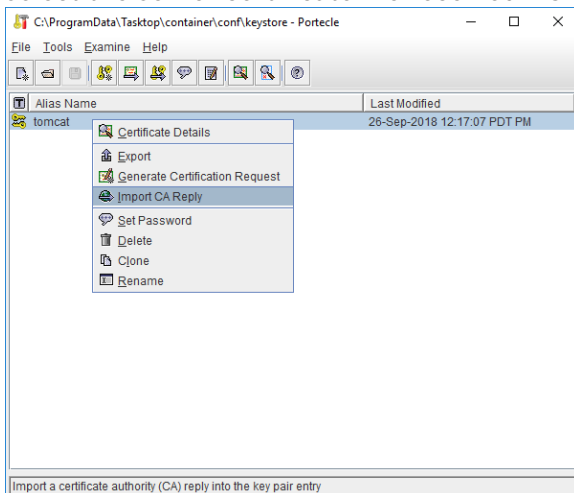 C:\ProgramData\Tasktop\container\conf\keystore - Portecle
File Tools Examine Help
T Alias Name Last Modified
tomcat 26-Sep-2018 12:17:07 PDT PM
Certificate Details
Export
Generate Certification Request
Import CA Reply
Set Password
Delete
Clone
Rename
Import a certificate authority (CA) reply into the key pair entry